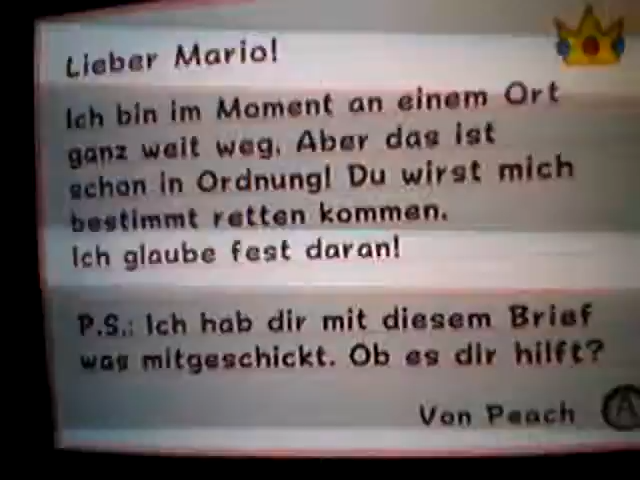 Lieber Mario!
Ich bin im Moment an einem Ort
ganz weit weg. Aber das ist
schon in Ordnung! Du wirst mich
bestimmt retten kommen.
Ich glaube fest daran!
P.S.: Ich hab dir mit diesem Brief
was mitgeschickt. Ob es dir hilft?
Von Peach
A